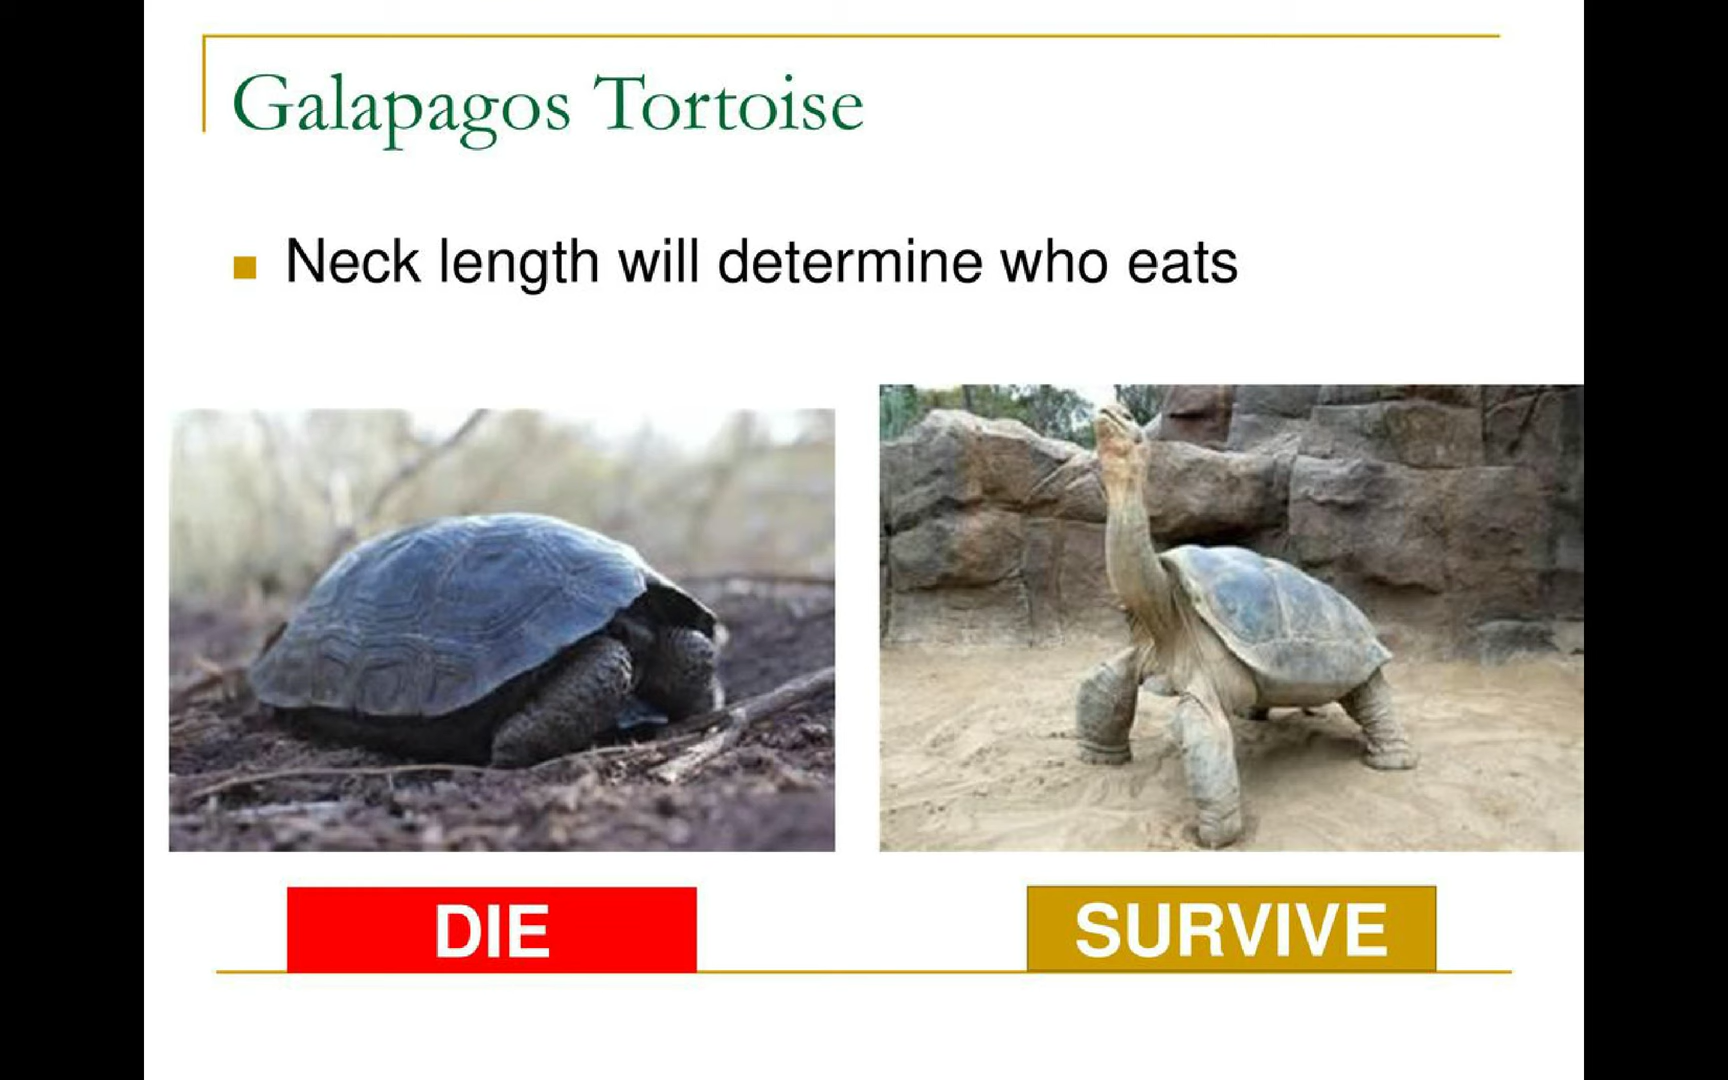 Galapagos Tortoise
Neck length will determine who eats
DIE
SURVIVE